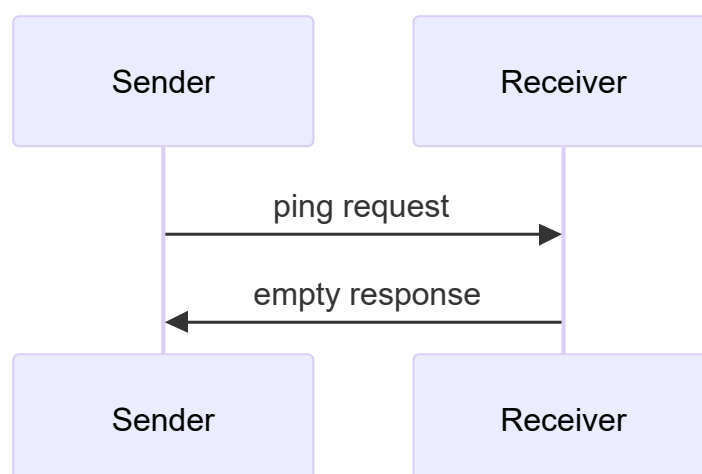 Sender
Receiver
ping request
empty response
Sender
Receiver